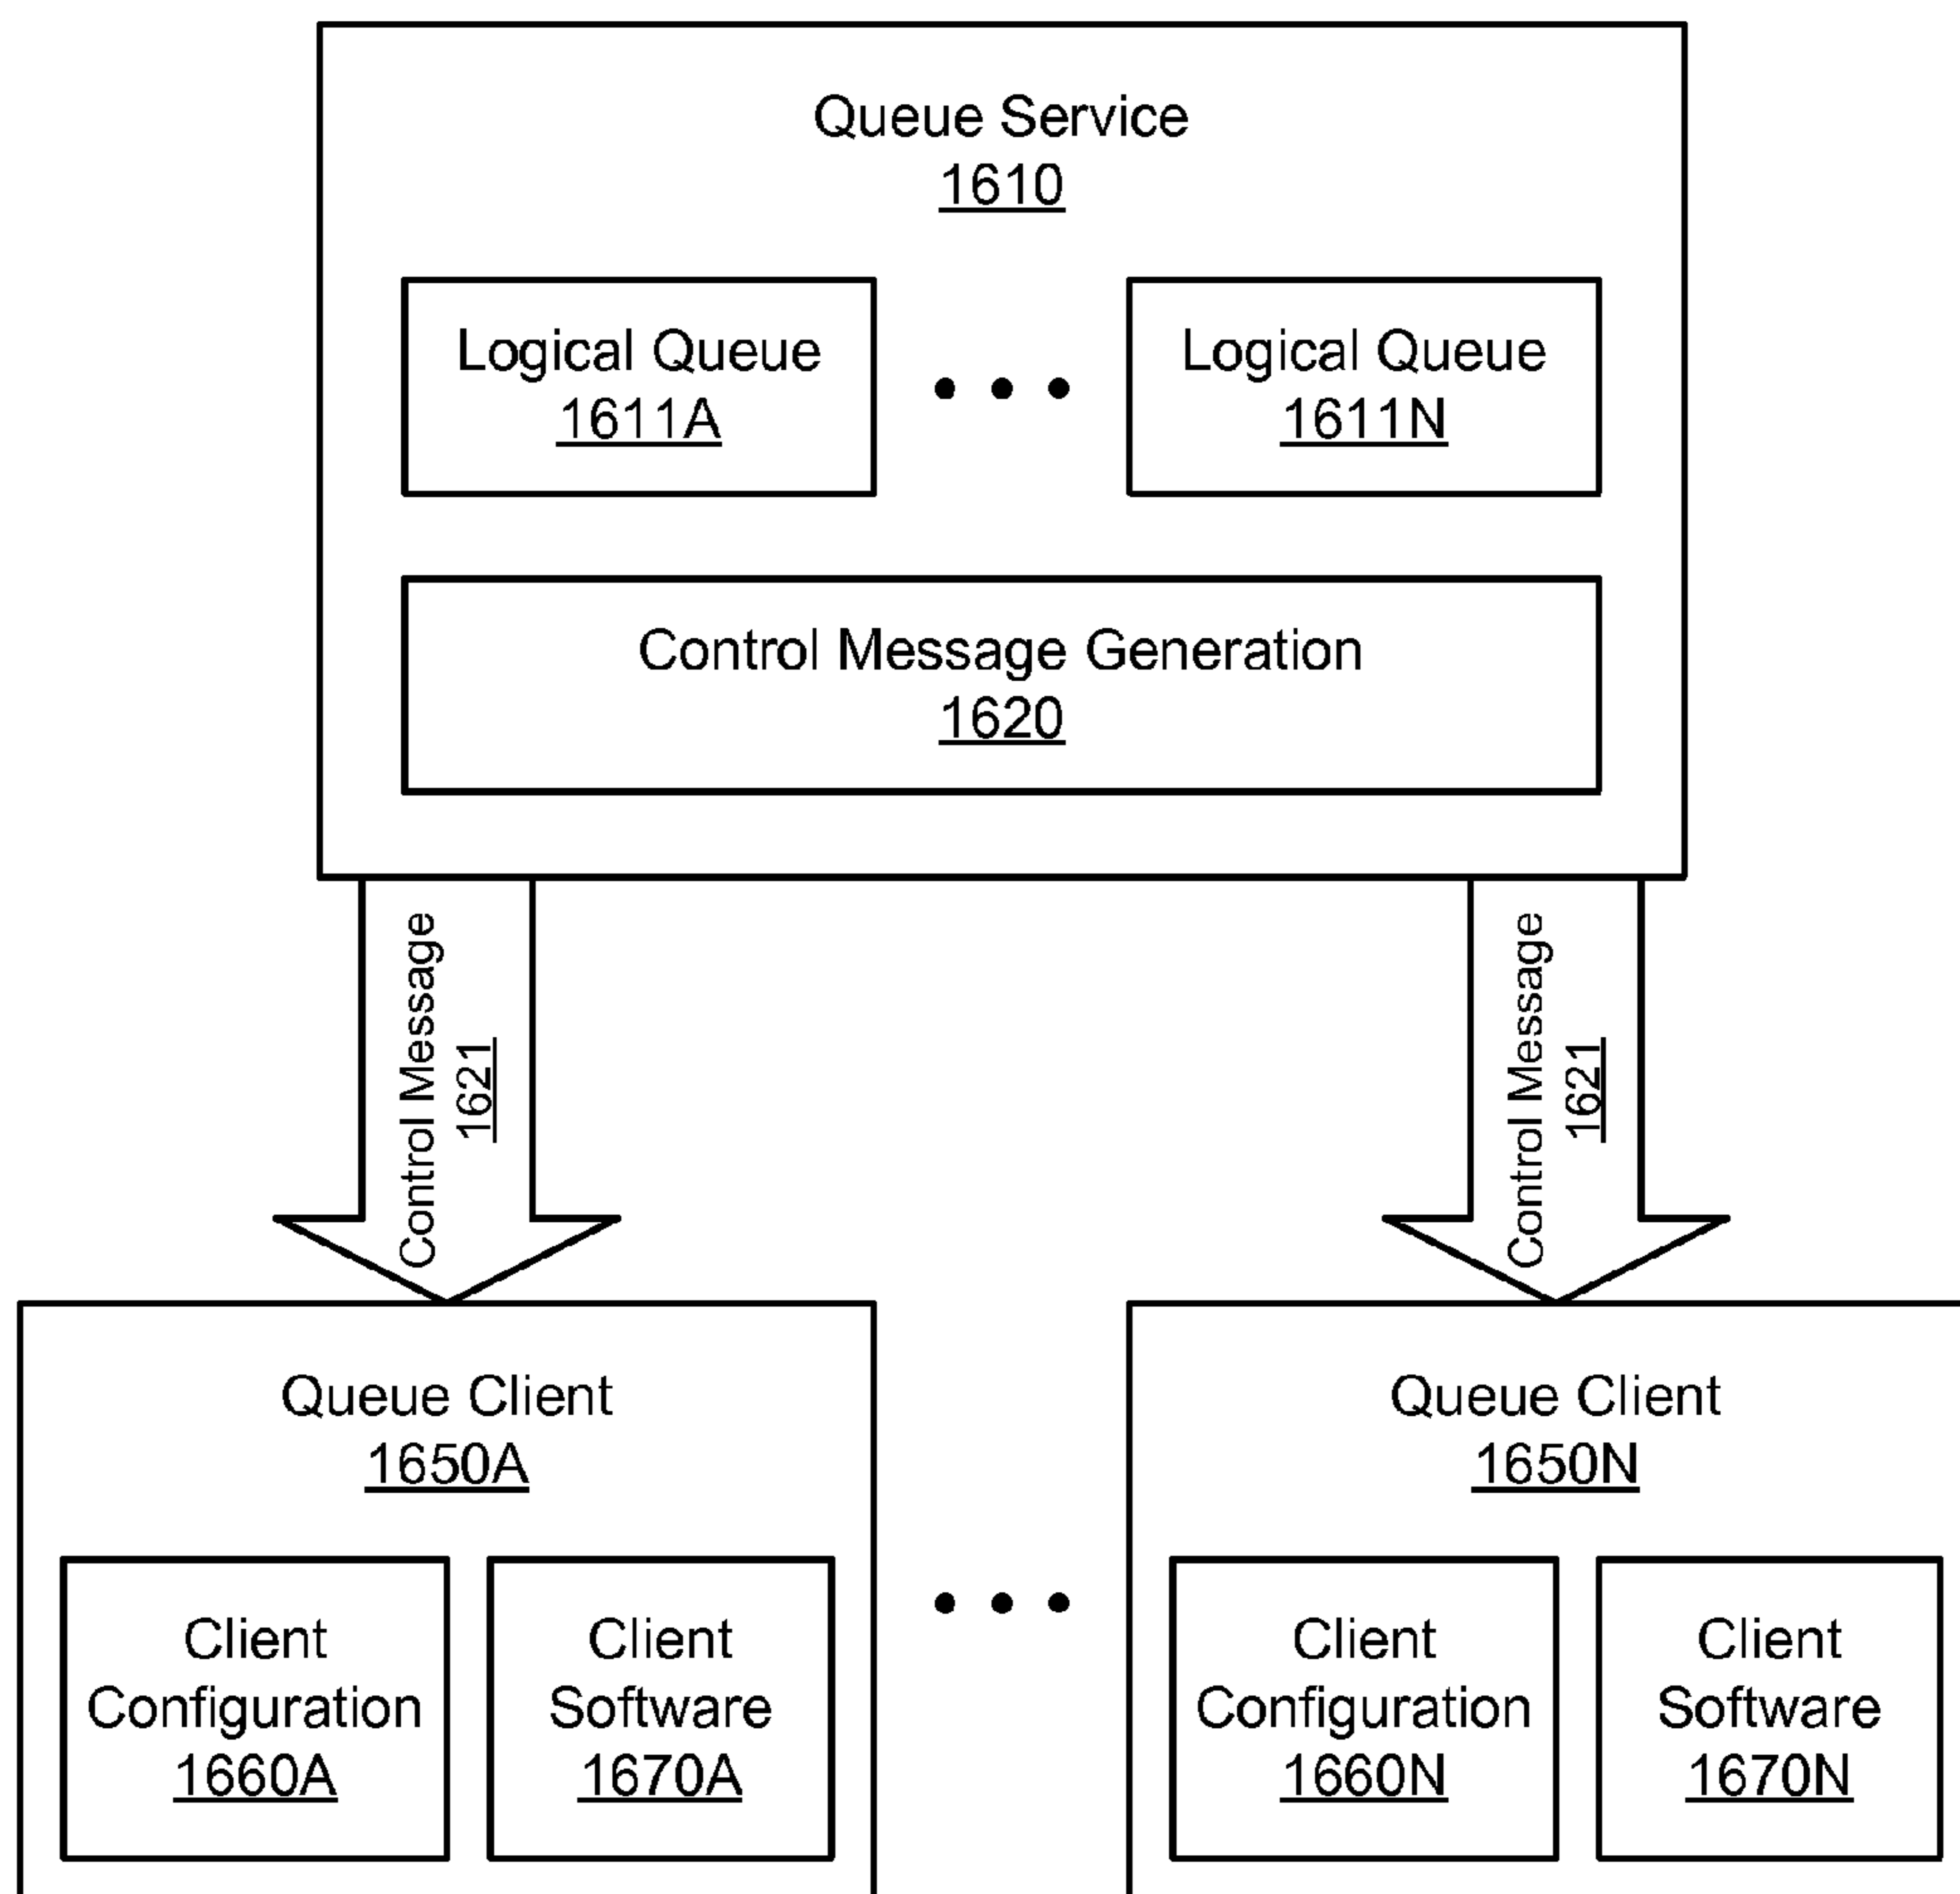 Queue Service
1610
Logical Queue
1611A
Logical Queue
1611N
Control Message Generation
1620
Control Message
1621
Control Message
1621
Queue Client
1650A
Client
Configuration
1660A
Client
Software
1670A
Queue Client
1650N
Client
Configuration
1660N
Client
Software
1670N